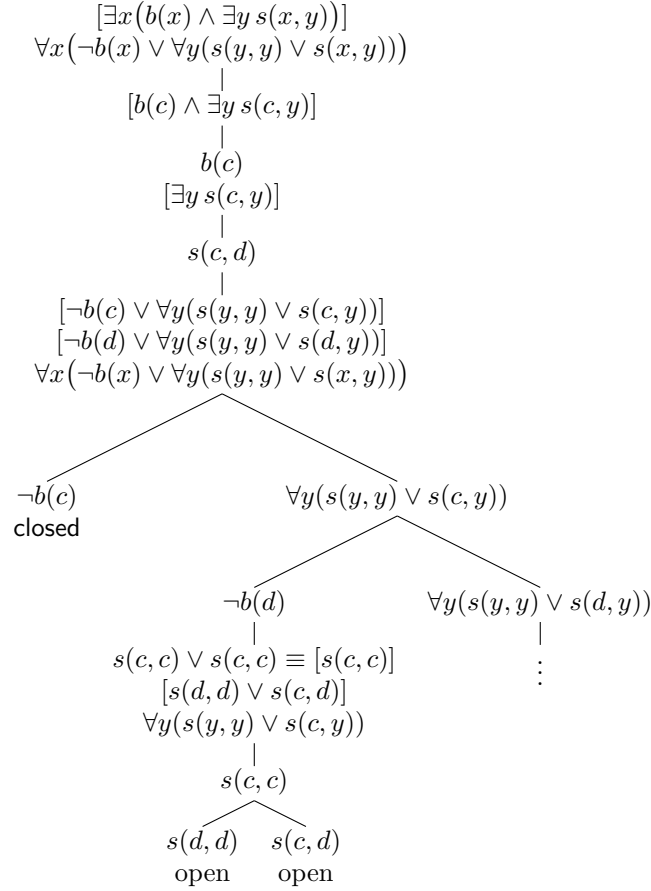 [∃x(b(x) ∧ ∃y s(x, y))]
∀x(¬b(x) ∨ ∀y(s(y, y) ∨ s(x, y)))
[b(c) ∧ ∃y s(c, y)]
b(c)
[∃y s(c, y)]
s(c, d)
[¬b(c) ∨ ∀y(s(y, y) ∨ s(c, y))]
[¬b(d) ∨ ∀y(s(y, y) ∨ s(d, y))]
∀x(¬b(x) ∨ ∀y(s(y, y) ∨ s(x, y)))
¬b(c) ∀y(s(y, y) ∨ s(c, y))
closed
¬b(d) ∀y(s(y, y) ∨ s(d, y))
s(c, c) ∨ s(c, c) ≡ [s(c, c)] ⋮
[s(d, d) ∨ s(c, d)]
∀y(s(y, y) ∨ s(c, y))
s(c, c)
s(d, d) s(c, d)
open open